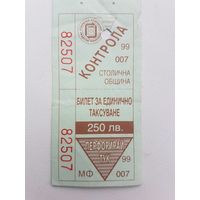 КОНТРОЛА
99
007
82507
СТОЛИЧНА
ОБЩИНА
БИЛЕТ ЗА ЕДИНИЧНО
ТАКСУВАНЕ
250 лв.
82507
ПЕРФОРИРАЙ
ТУК
99
МФ
007